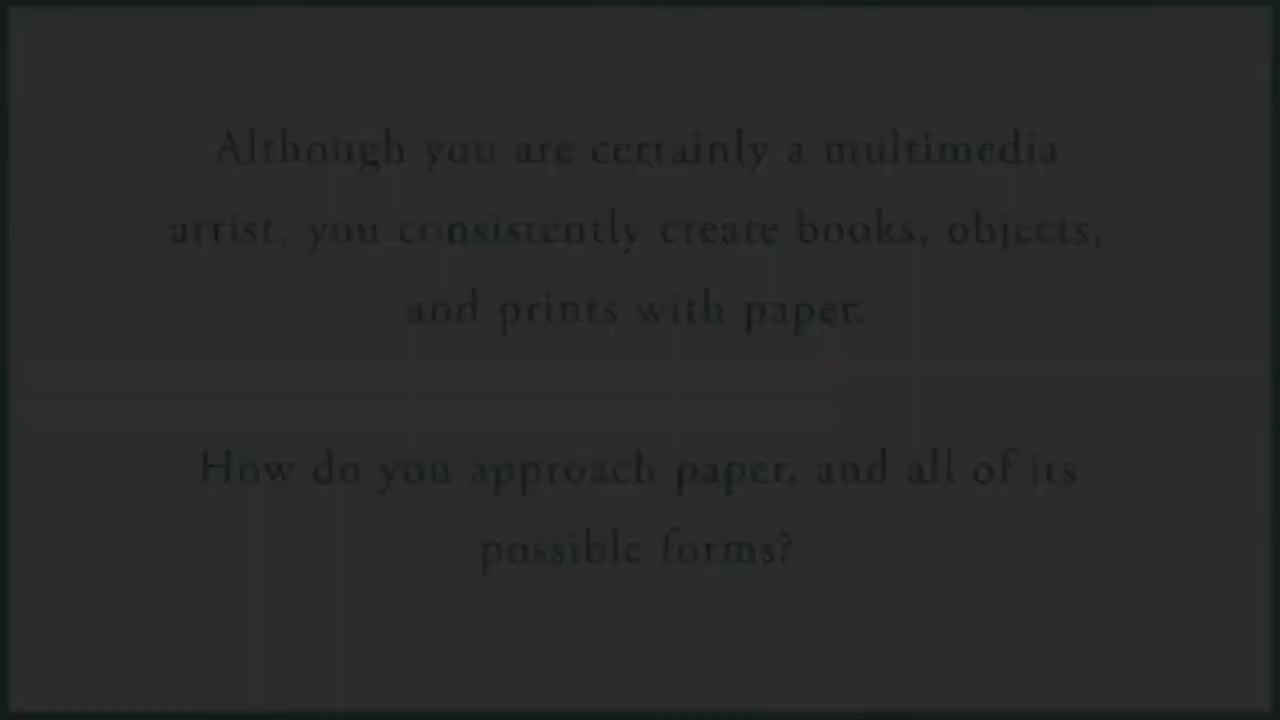 Although you are certainly a multimedia
artist, you consistently create books, objects,
and prints with paper.
How do you approach paper, and all of its
possible forms?